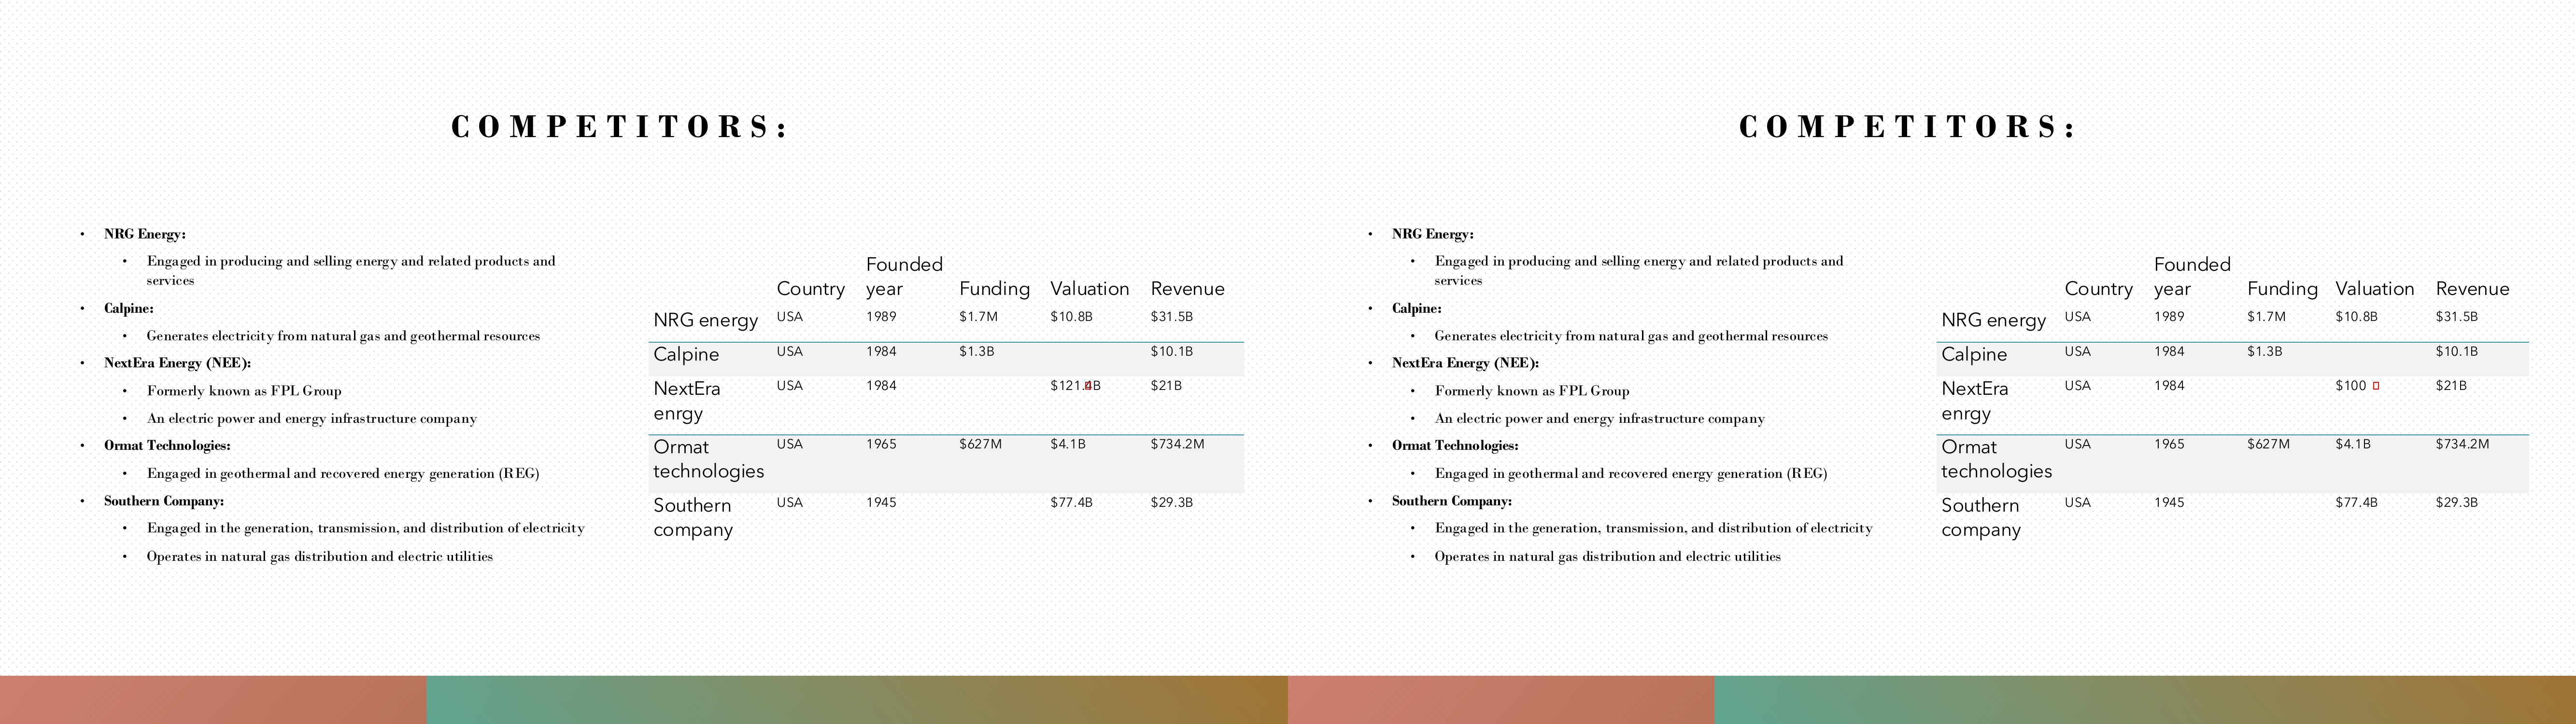 COMPETITORS:
• NRG Energy:
• Engaged in producing and selling energy and related products and
services
• Calpine:
• Generates electricity from natural gas and geothermal resources
• NextEra Energy (NEE):
• Formerly known as FPL Group
• An electric power and energy infrastructure company
• Ormat Technologies:
• Engaged in geothermal and recovered energy generation (REG)
• Southern Company:
• Engaged in the generation, transmission, and distribution of electricity
• Operates in natural gas distribution and electric utilities
Founded
Country year Funding Valuation Revenue
NRG energy USA 1989 $1.7M $10.8B $31.5B
Calpine USA 1984 $1.3B $10.1B
NextEra USA 1984 $21B
enrgy
Ormat USA 1965 $627M $4.1B $734.2M
technologies
Southern USA 1945 $77.4B $29.3B
company
COMPETITORS:
• NRG Energy:
• Engaged in producing and selling energy and related products and
services
• Calpine:
• Generates electricity from natural gas and geothermal resources
• NextEra Energy (NEE):
• Formerly known as FPL Group
• An electric power and energy infrastructure company
• Ormat Technologies:
• Engaged in geothermal and recovered energy generation (REG)
• Southern Company:
• Engaged in the generation, transmission, and distribution of electricity
• Operates in natural gas distribution and electric utilities
Founded
Country year Funding Valuation Revenue
NRG energy USA 1989 $1.7M $10.8B $31.5B
Calpine USA 1984 $1.3B $10.1B
NextEra USA 1984 $100 $21B
enrgy
Ormat USA 1965 $627M $4.1B $734.2M
technologies
Southern USA 1945 $77.4B $29.3B
company